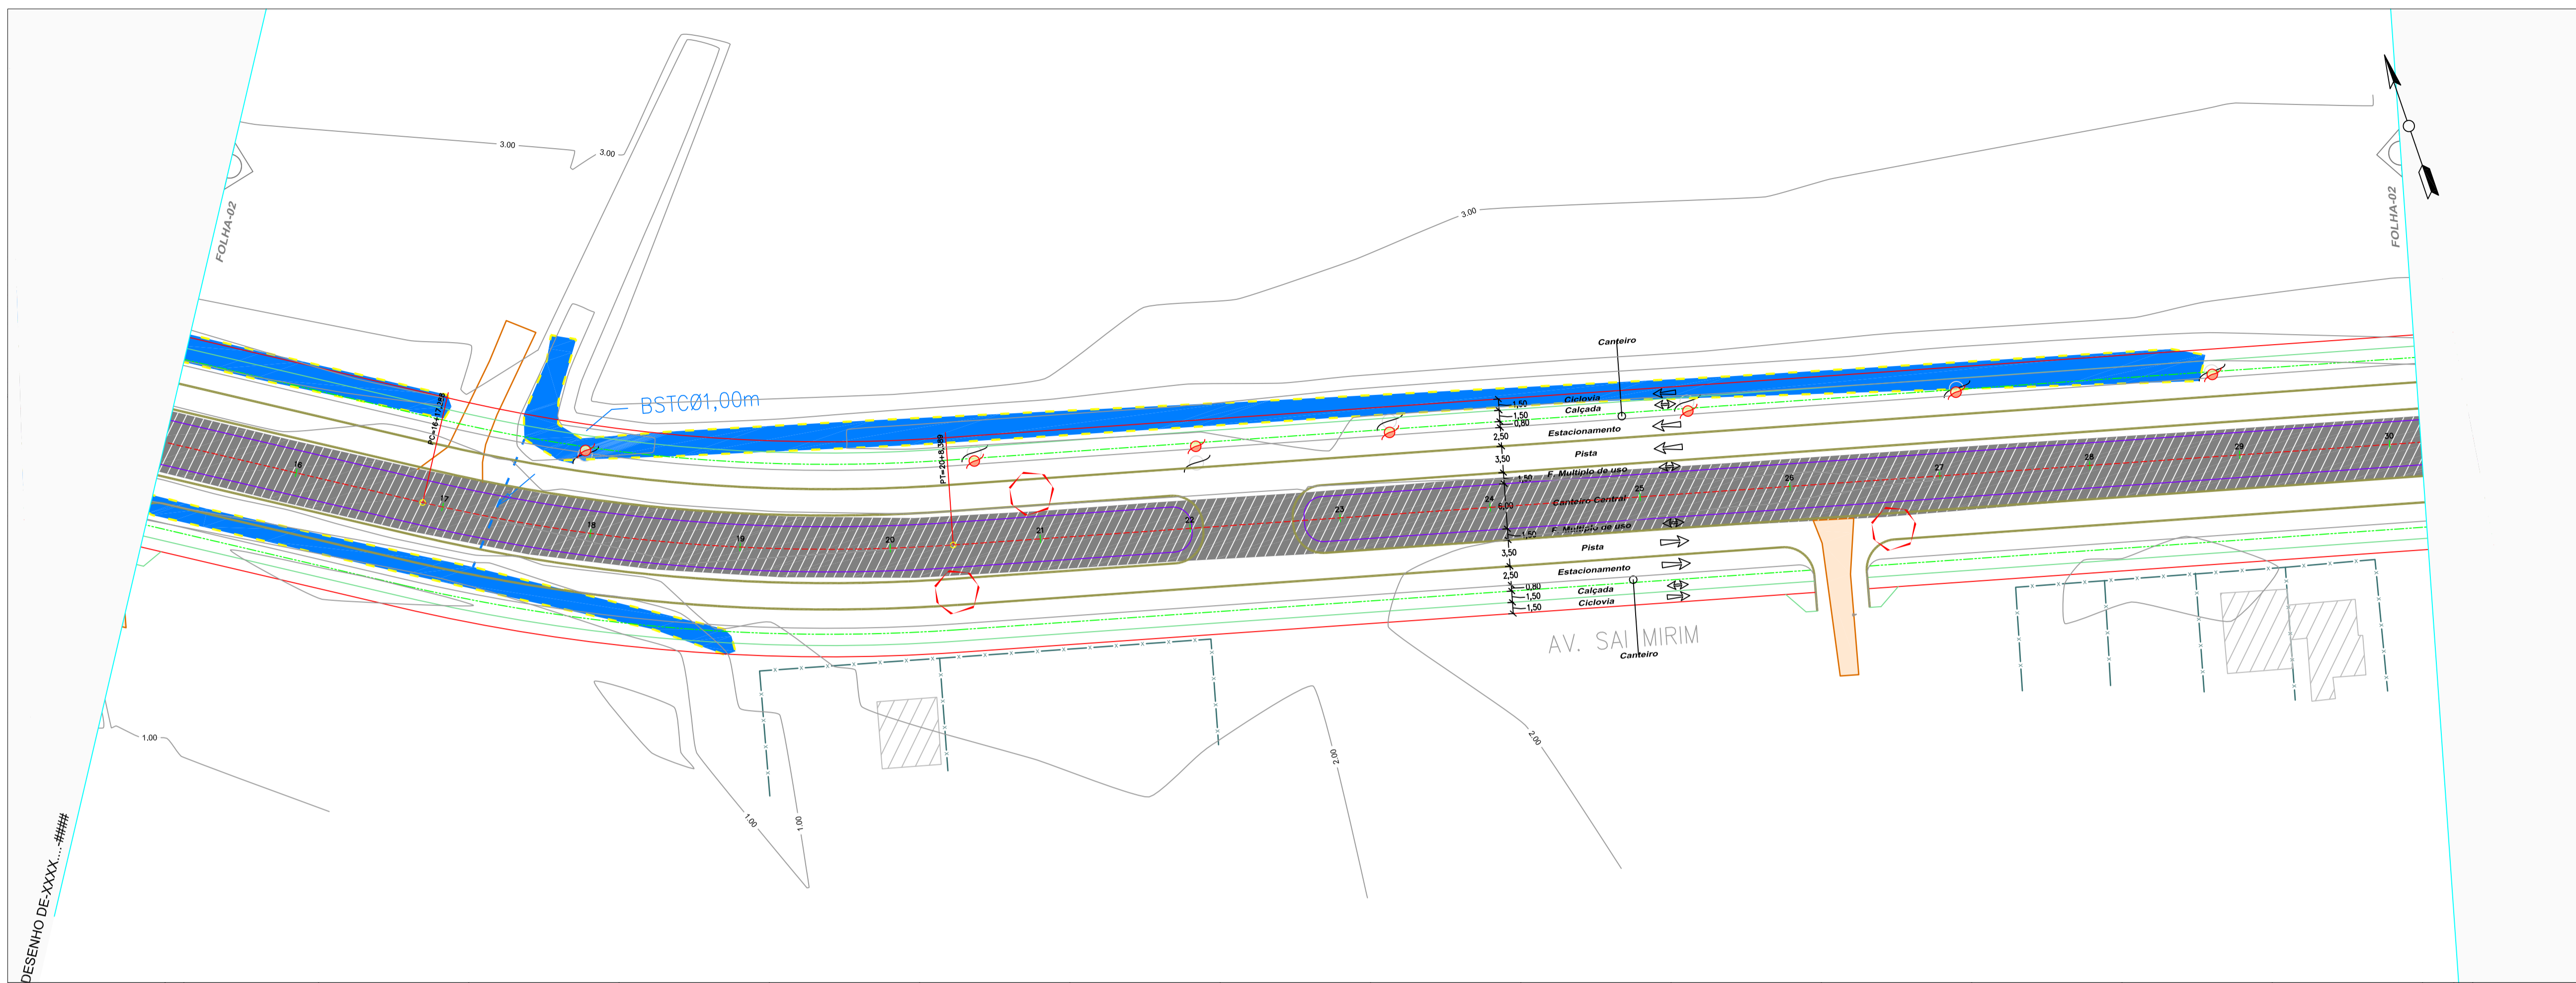 FOLHA-02
FOLHA-02
3.00
3.00
3.00
BSTCØ1,00m
Canteiro
Ciclovia
Calçada
Estacionamento
Pista
F. Multiplo de uso
Canteiro Central
F. Multiplo de uso
Pista
Estacionamento
Calçada
Ciclovia
Canteiro
1,50
1,50
0,80
2,50
3,50
1,50
6,00
1,50
3,50
2,50
0,80
1,50
1,50
PT=20+8,389
16
17
18
19
20
21
22
23
24
25
26
27
28
29
30
AV. SAI MIRIM
1.00
1.00
1.00
2.00
2.00
DESENHO DE-XXXX....-####